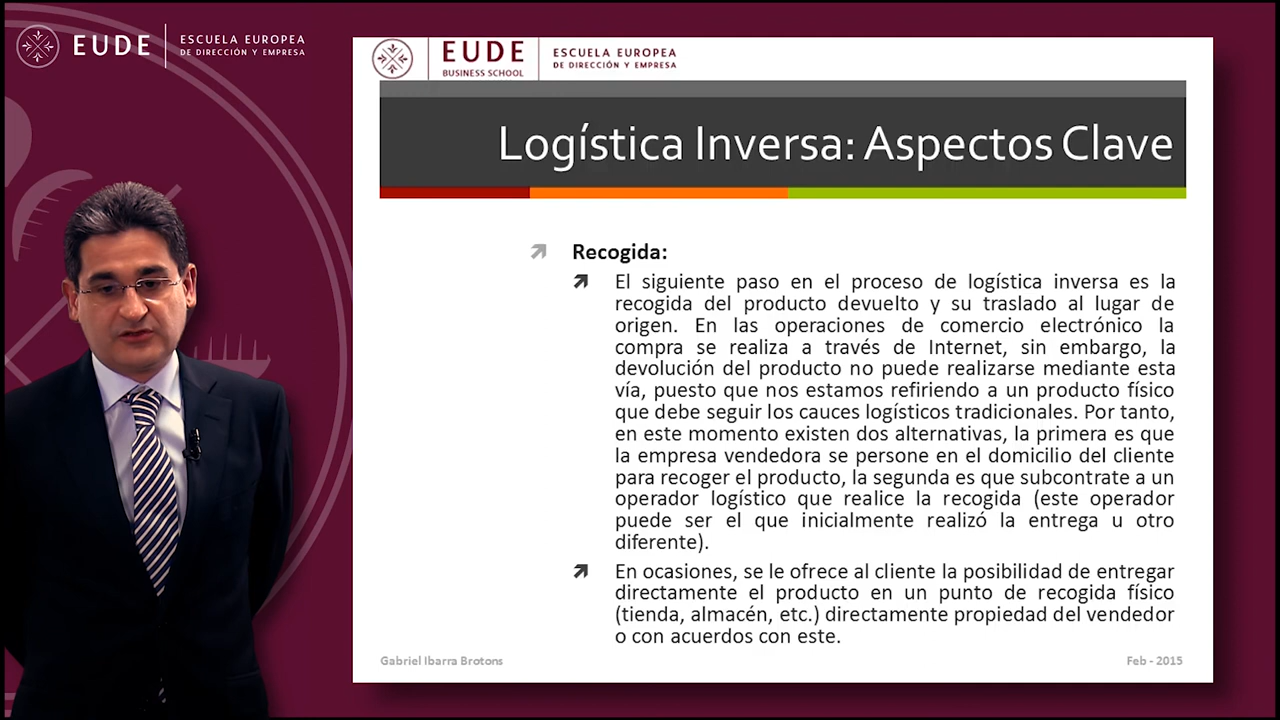 EUDE
ESCUELA EUROPEA
DE DIRECCIÓN Y EMPRESA
EUDE
BUSINESS SCHOOL
ESCUELA EUROPEA
DE DIRECCIÓN Y EMPRESA
Logística Inversa: Aspectos Clave
Recogida:
El siguiente paso en el proceso de logística inversa es la
recogida del producto devuelto y su traslado al lugar de
origen. En las operaciones de comercio electrónico la
compra se realiza a través de Internet, sin embargo, la
devolución del producto no puede realizarse mediante esta
vía, puesto que nos estamos refiriendo a un producto físico
que debe seguir los cauces logísticos tradicionales. Por tanto,
en este momento existen dos alternativas, la primera es que
la empresa vendedora se persone en el domicilio del cliente
para recoger el producto, la segunda es que subcontrate a un
operador logístico que realice la recogida (este operador
puede ser el que inicialmente realizó la entrega u otro
diferente).
En ocasiones, se le ofrece al cliente la posibilidad de entregar
directamente el producto en un punto de recogida físico
(tienda, almacén, etc.) directamente propiedad del vendedor
o con acuerdos con este.
Gabriel Ibarra Brotons
Feb - 2015